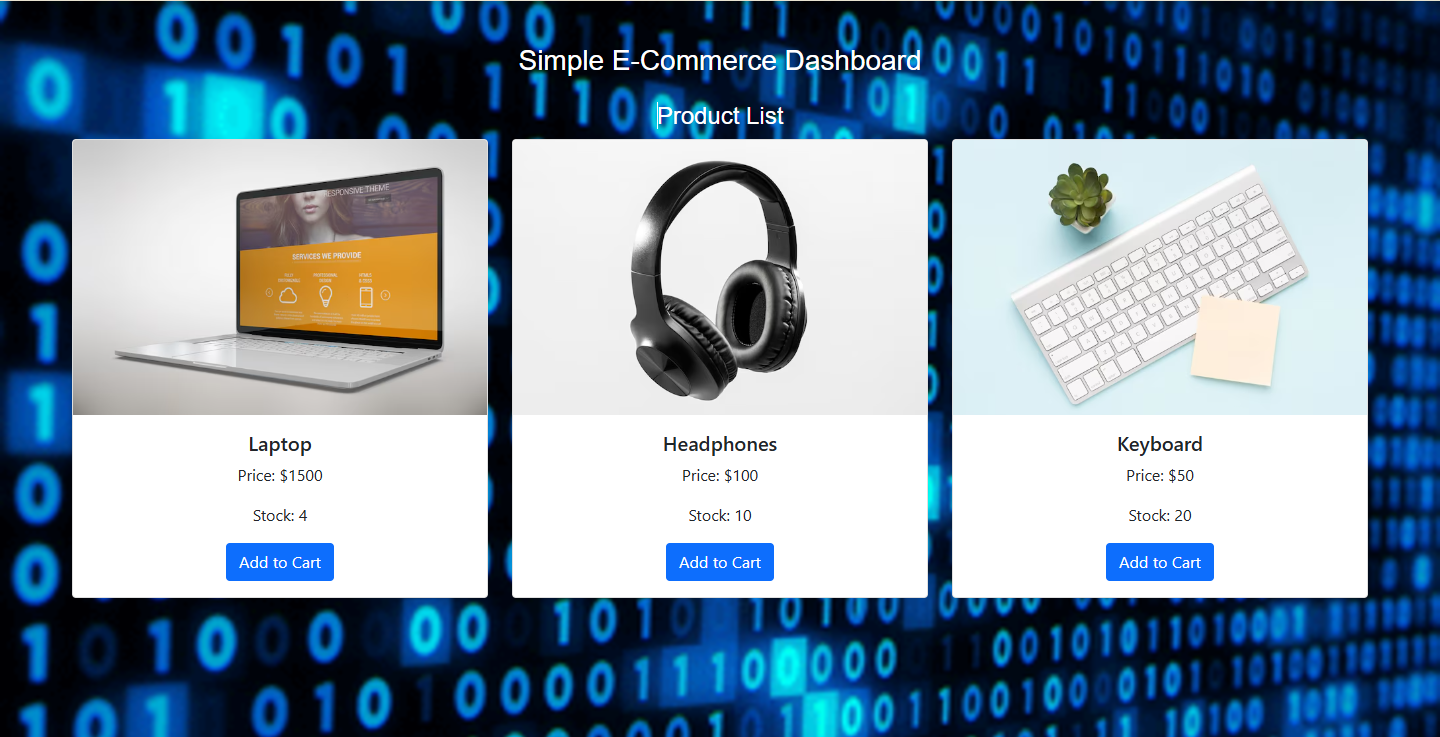 Simple E-Commerce Dashboard
Product List
RESPONSIVE THEME
SERVICES WE PROVIDE
Laptop
Price: $1500
Stock: 4
Add to Cart
Headphones
Price: $100
Stock: 10
Add to Cart
Keyboard
Price: $50
Stock: 20
Add to Cart